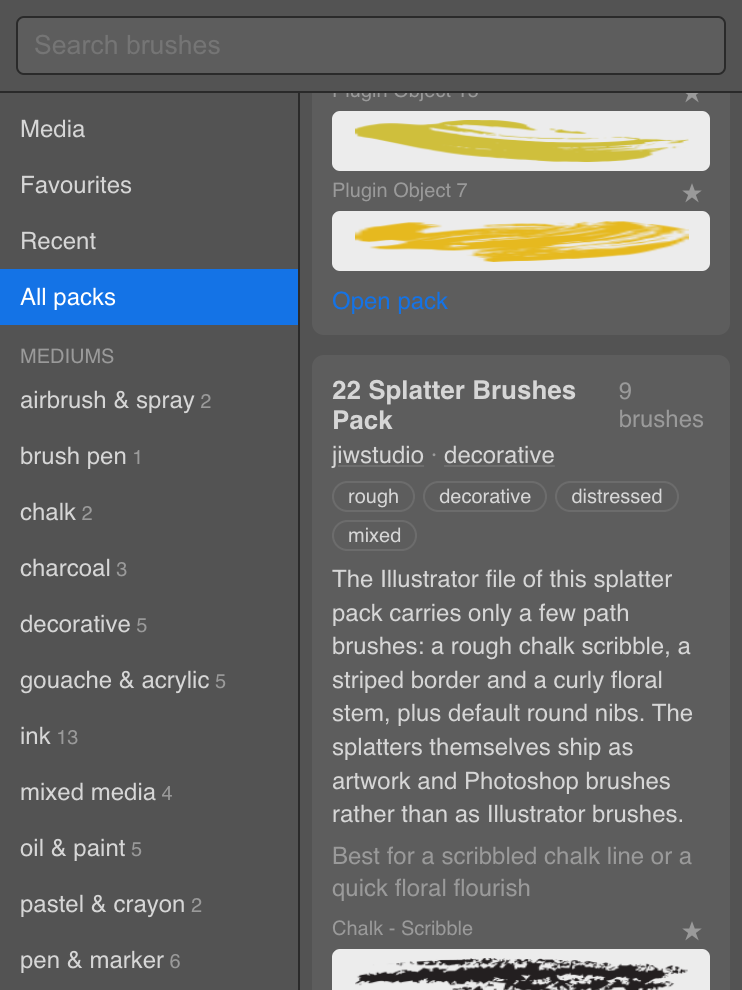 Search brushes
Media
Favourites
Recent
All packs
MEDIUMS
airbrush & spray 2
brush pen 1
chalk 2
charcoal 3
decorative 5
gouache & acrylic 5
ink 13
mixed media 4
oil & paint 5
pastel & crayon 2
pen & marker 6
Plugin Object 7
Open pack
22 Splatter Brushes
Pack
9
brushes
jiwstudio · decorative
rough
decorative
distressed
mixed
The Illustrator file of this splatter
pack carries only a few path
brushes: a rough chalk scribble, a
striped border and a curly floral
stem, plus default round nibs. The
splatters themselves ship as
artwork and Photoshop brushes
rather than as Illustrator brushes.
Best for a scribbled chalk line or a
quick floral flourish
Chalk - Scribble